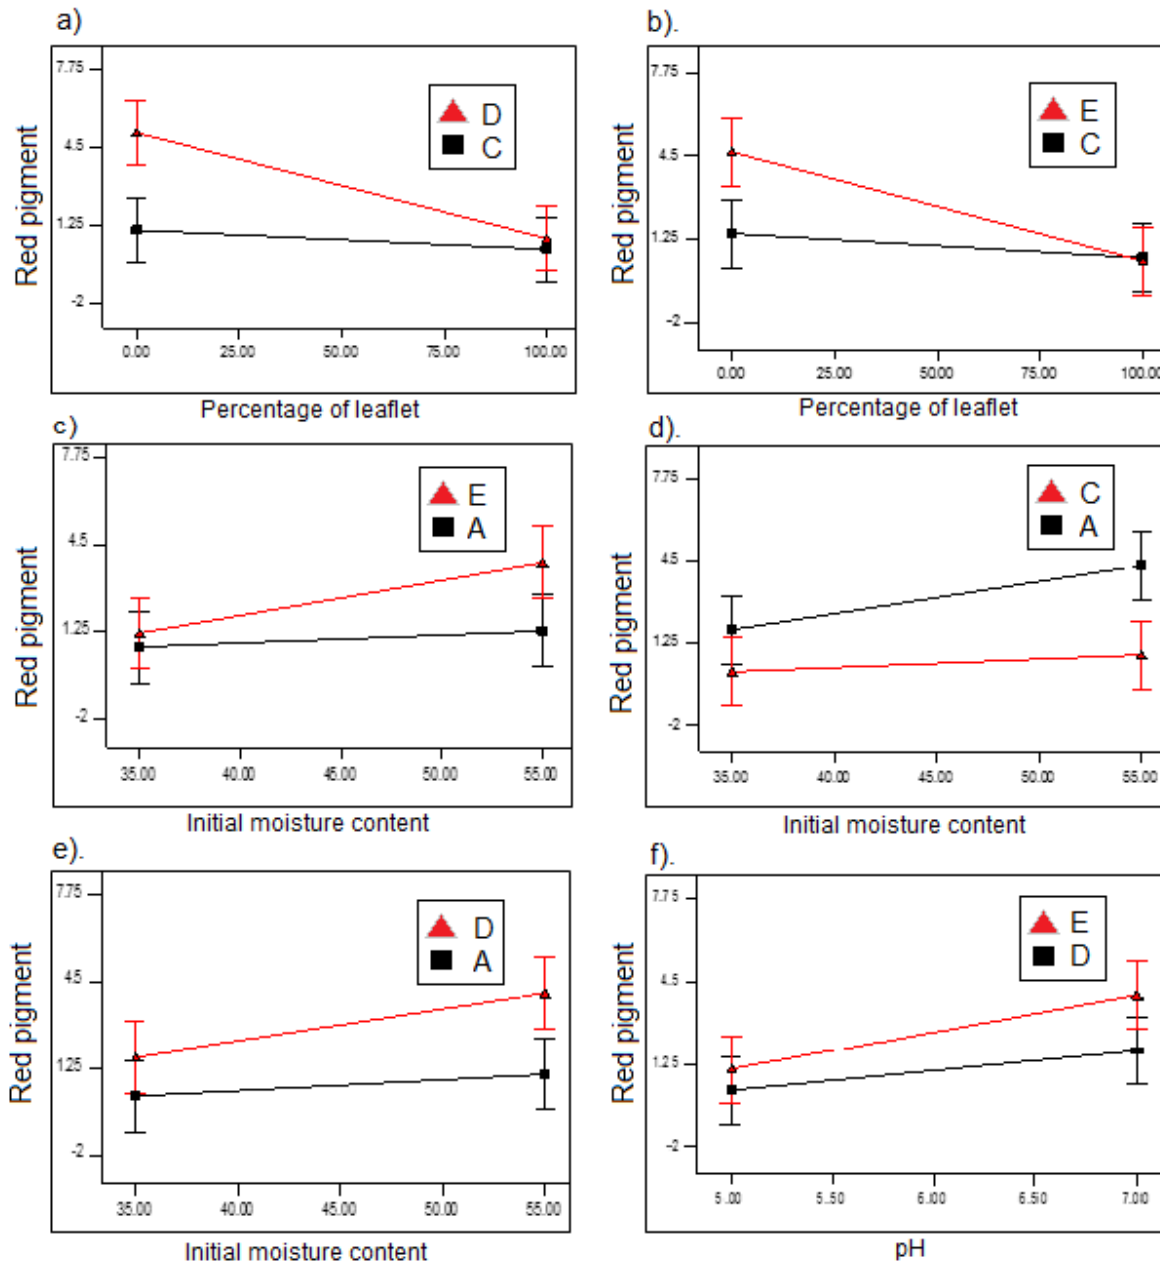 a)
7.75
4.5
1.25
-2
Red pigment
D
C
0.00 25.00 50.00 75.00 100.00
Percentage of leaflet
b).
7.75
4.5
1.25
-2
Red pigment
E
C
0.00 25.00 50.00 75.00 100.00
Percentage of leaflet
c)
7.75
4.5
1.25
-2
Red pigment
E
A
35.00 40.00 45.00 50.00 55.00
Initial moisture content
d).
7.75
4.5
1.25
-2
Red pigment
C
A
35.00 40.00 45.00 50.00 55.00
Initial moisture content
e).
7.75
4.5
1.25
-2
Red pigment
D
A
35.00 40.00 45.00 50.00 55.00
Initial moisture content
f).
7.75
4.5
1.25
-2
Red pigment
E
D
5.00 5.50 6.00 6.50 7.00
pH